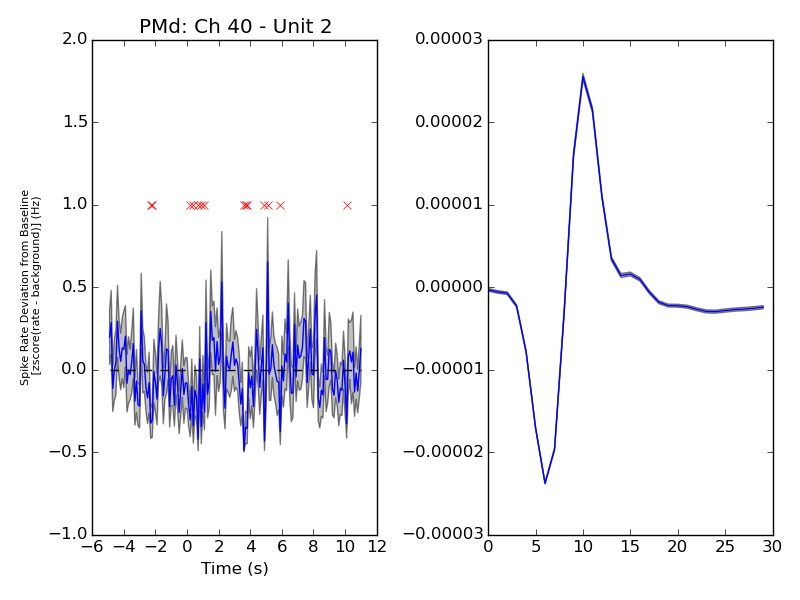 PMd: Ch 40 - Unit 2
2.0
1.5
1.0
0.5
0.0
−0.5
−1.0
Spike Rate Deviation from Baseline
[zscore(rate - background)] (Hz)
−6 −4 −2 0 2 4 6 8 10 12
Time (s)
0.00003
0.00002
0.00001
0.00000
−0.00001
−0.00002
−0.00003
0 5 10 15 20 25 30